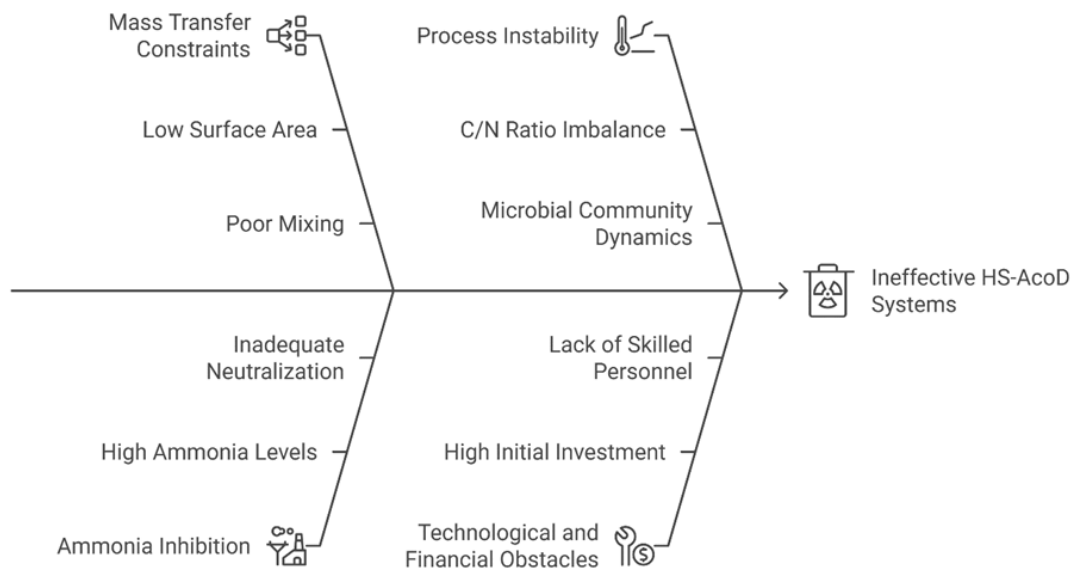 Mass Transfer
Constraints
Low Surface Area
Poor Mixing
Process Instability
C/N Ratio Imbalance
Microbial Community
Dynamics
Ineffective HS-AcoD
Systems
Inadequate
Neutralization
High Ammonia Levels
Ammonia Inhibition
Lack of Skilled
Personnel
High Initial Investment
Technological and
Financial Obstacles
$